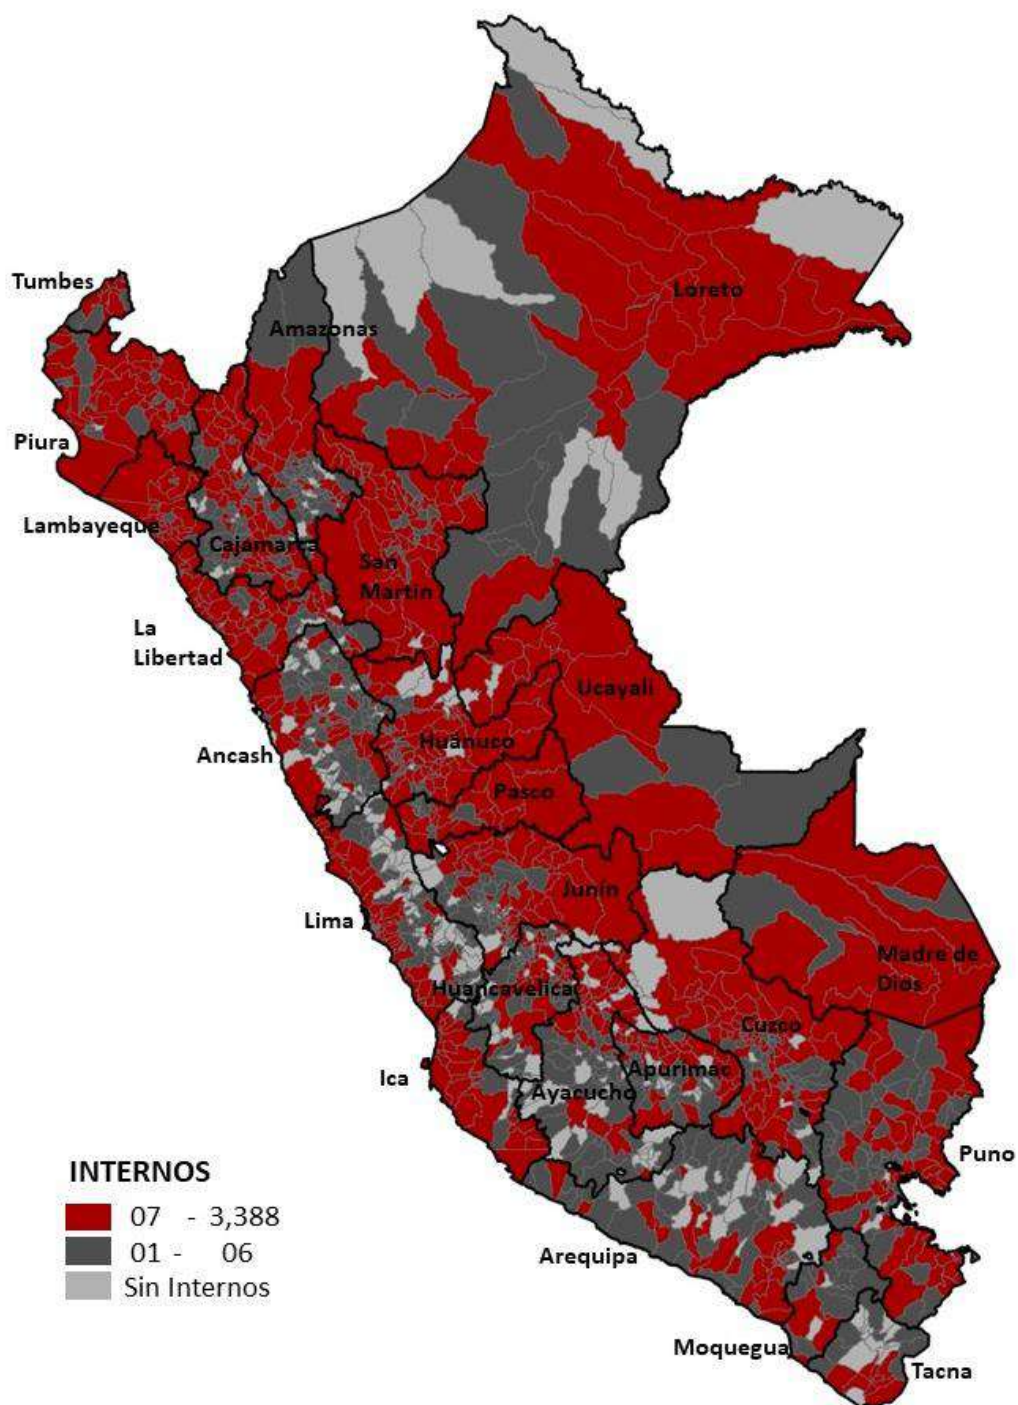 Tumbes
Loreto
Amazonas
Piura
Lambayeque
Cajamarca
San
Martín
La
Libertad
Ucayali
Huánuco
Ancash
Pasco
Junín
Lima
Madre de
Dios
Huancavelica
Cuzco
Ica
Apurimac
Ayacucho
Puno
INTERNOS
07 - 3,388
01 - 06
Sin Internos
Arequipa
Moquegua
Tacna